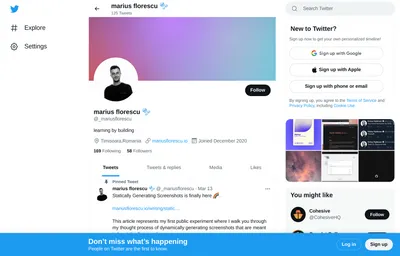 marius florescu
120 Tweets
Search Twitter
Explore
Settings
New to Twitter?
Sign up now to get your own personalized timeline!
Sign up with Google
Sign up with Apple
Sign up with phone or email
By signing up, you agree to the Terms of Service and
Privacy Policy, including Cookie Use.
Follow
marius florescu
@_mariusflorescu
learning by building
Timisoara,Romania
mariusflorescu.io
Joined December 2020
169 Following 58 Followers
Tweets
Tweets & replies
Media
Likes
Pinned Tweet
marius florescu @_mariusflorescu · Mar 13
Statically Generating Screenshots is finally here
This article represents my first public experiment where I walk you through
my thought process of dynamically generating screenshots that are meant
You might like
Cohesive
@CohesiveHQ
Follow
Don't miss what's happening
People on Twitter are the first to know.
Log in
Sign up